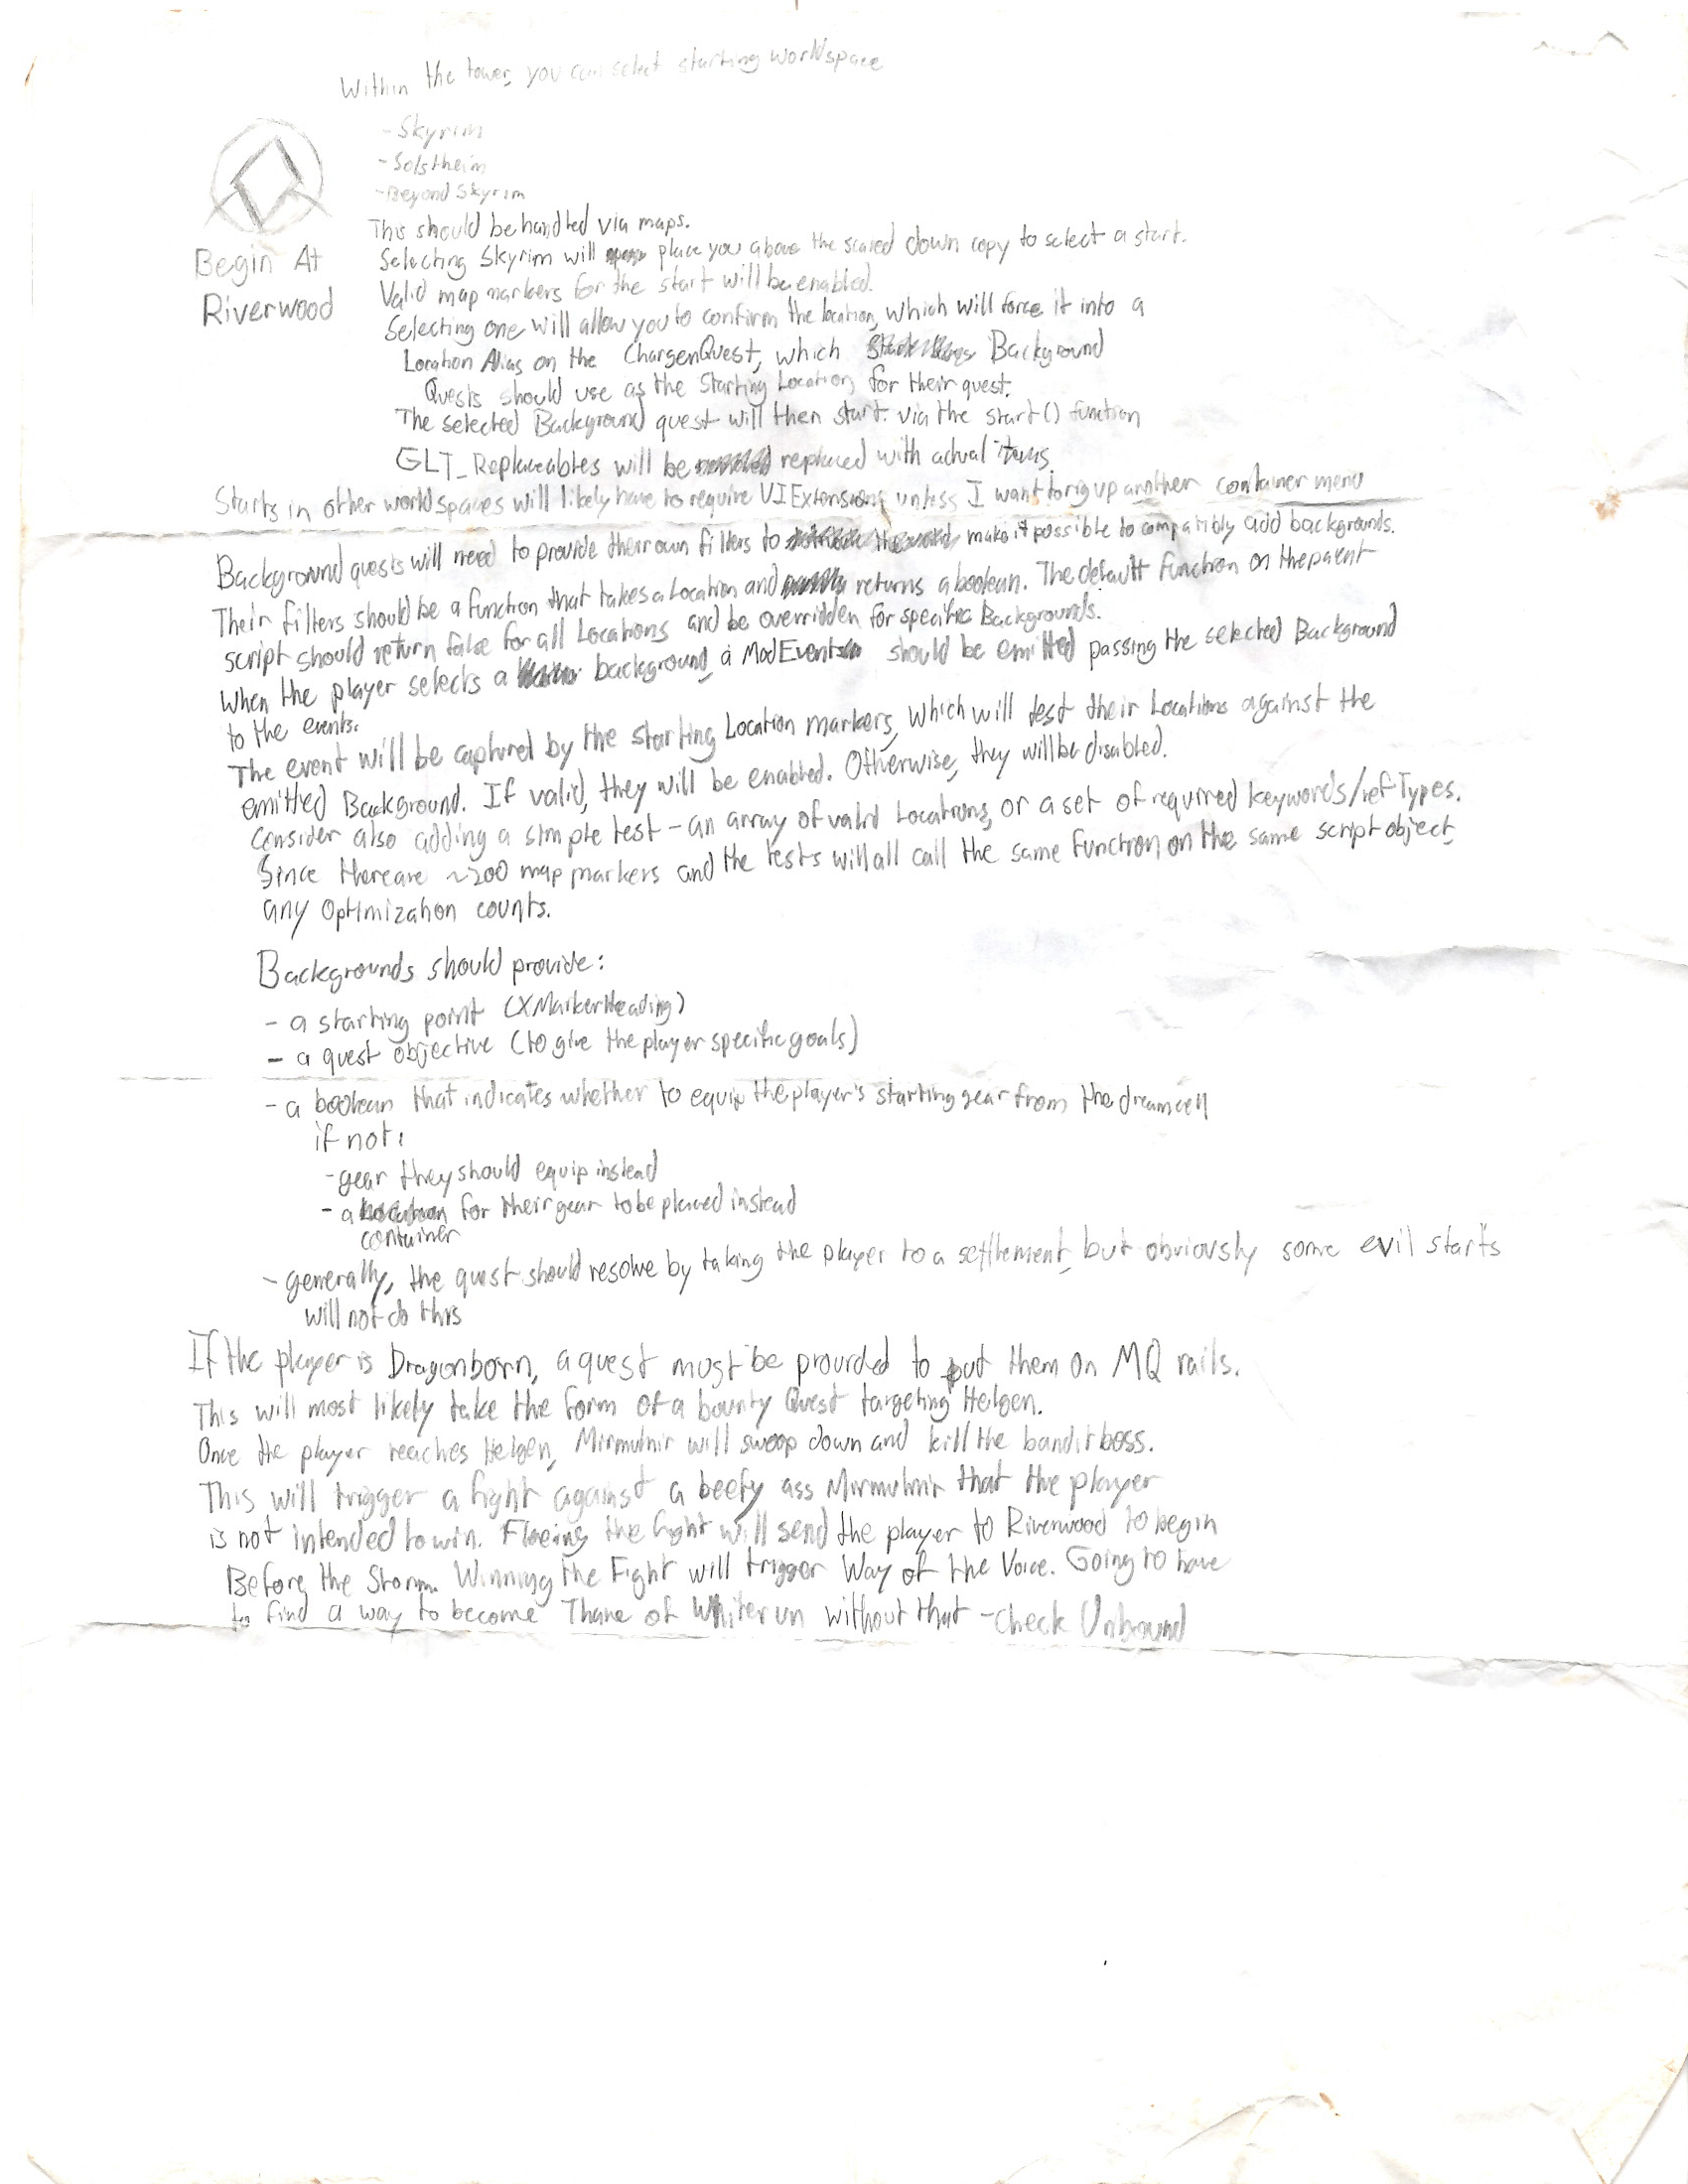 Within the tower, you can select starting worldspace
- Skyrim
- Solstheim
- Beyond Skyrim
Begin At
Riverwood
This should be handled via maps.
Selecting Skyrim will place you above the scaled down copy to select a start.
Valid map markers for the start will be enabled.
Selecting one will allow you to confirm the location, which will force it into a
Location Alias on the ChargenQuest, which Background
Quests should use as the Starting Location for their quest.
The selected Background quest will then start. via the start() function
GLT_Replaceables will be replaced with actual items.
Starts in other worldspaces will likely have to require UIExtensions unless I want to rig up another container menu
Background quests will need to provide their own filters to make it possible to compatibly add backgrounds.
Their filters should be a function that takes a Location and returns a boolean. The default function on the parent
script should return false for all Locations and be overridden for specific Backgrounds.
When the player selects a background, a ModEvent should be emitted passing the selected Background
to the events.
The event will be captured by the starting Location markers, which will test their Locations against the
emitted Background. If valid, they will be enabled. Otherwise, they will be disabled.
Consider also adding a simple test - an array of valid Locations, or a set of required keywords/refTypes.
Since there are ~200 map markers and the tests will all call the same function on the same script object,
any optimization counts.
Backgrounds should provide:
- a starting point (XMarkerHeading)
- a quest objective (to give the player specific goals)
- a boolean that indicates whether to equip the player's starting gear from the dreamcell
if not:
- gear they should equip instead
- a for their gear to be placed instead
container
- generally, the quest should resolve by taking the player to a settlement, but obviously some evil starts
will not do this
If the player is Dragonborn, a quest must be provided to put them on MQ rails.
This will most likely take the form of a bounty Quest targeting Helgen.
Once the player reaches Helgen, Mirmulnir will swoop down and kill the bandit boss.
This will trigger a fight against a beefy ass Mirmulnir that the player
is not intended to win. Fleeing the fight will send the player to Riverwood to begin
Before the Storm. Winning the Fight will trigger Way of the Voice. Going to have
to find a way to become Thane of Whiterun without that - check Unbound